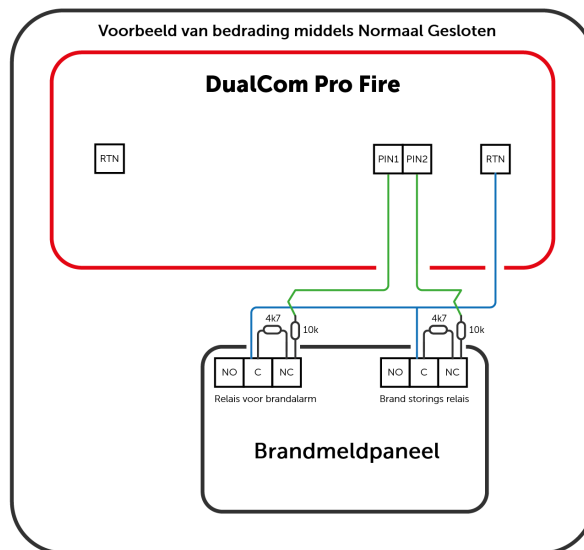 Voorbeeld van bedrading middels Normaal Gesloten
DualCom Pro Fire
RTN
PIN1 PIN2
RTN
4k7
10k
4k7
10k
NO C NC
NO C NC
Relais voor brandalarm
Brand storings relais
Brandmeldpaneel